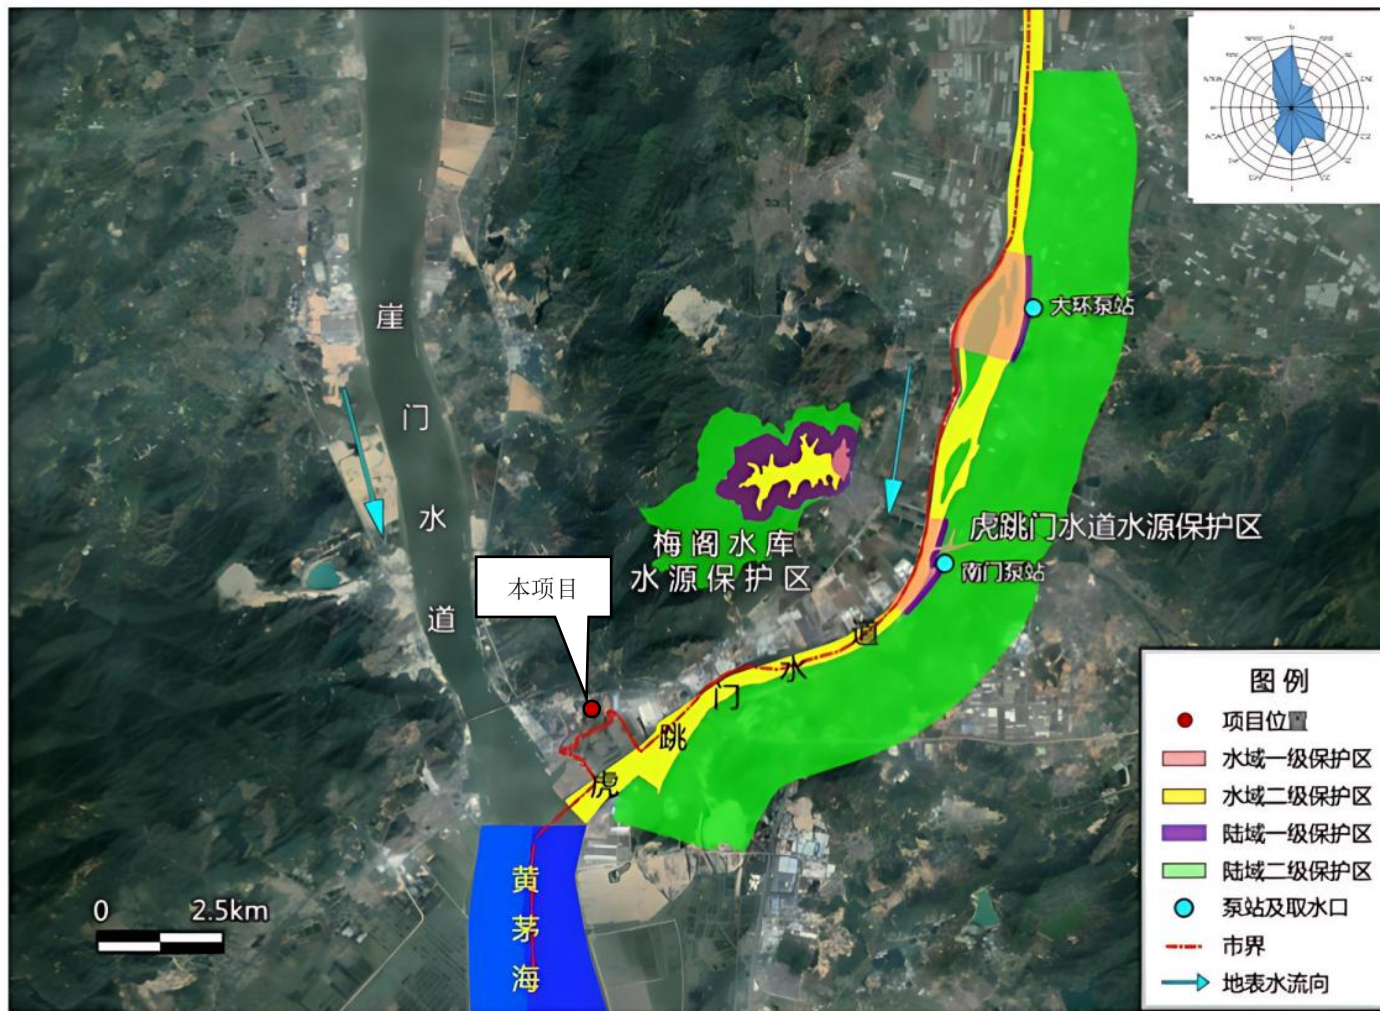 崖
门
水
道
大环泵站
梅阁水库
水源保护区
虎跳门水道水源保护区
南门泵站
本项目
道
水
门
跳
虎
黄
茅
海
0 2.5km
图例
项目位置
水域一级保护区
水域二级保护区
陆域一级保护区
陆域二级保护区
泵站及取水口
市界
地表水流向